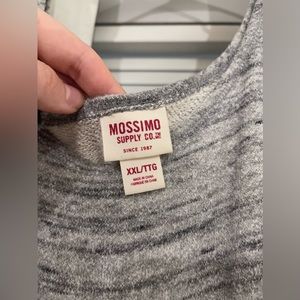 MOSSIMO
SUPPLY CO.
SINCE 1987
XXL/TTG
MADE IN CHINA
FABRIQUÉ EN CHINE